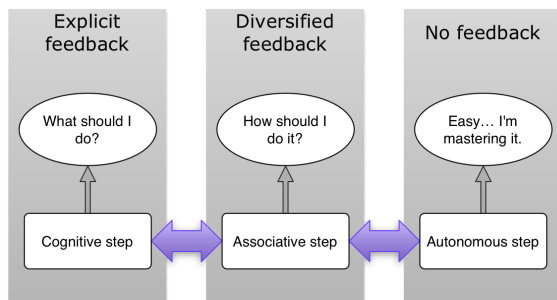 Explicit
feedback
Diversified
feedback
No feedback
What should I
do?
How should I
do it?
Easy... I'm
mastering it.
Cognitive step
Associative step
Autonomous step